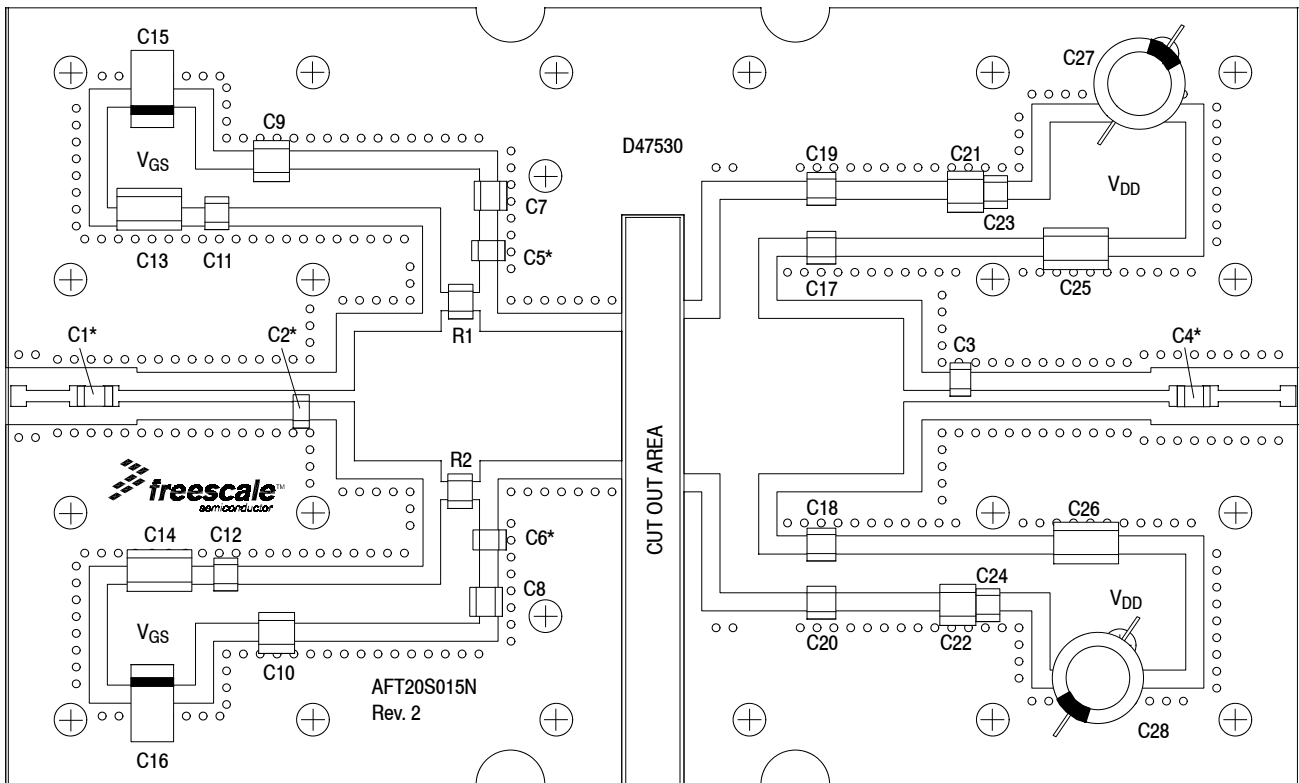 C15
C27
C9
D47530
C19
C21
VGS
VDD
C7
C23
C13
C11
C5*
C17
C25
C1*
C2*
R1
C3
C4*
R2
CUT OUT AREA
freescale™
semiconductor
C14
C12
C6*
C18
C26
C8
C24
VGS
VDD
C10
C20
C22
AFT20S015N
Rev. 2
C16
C28